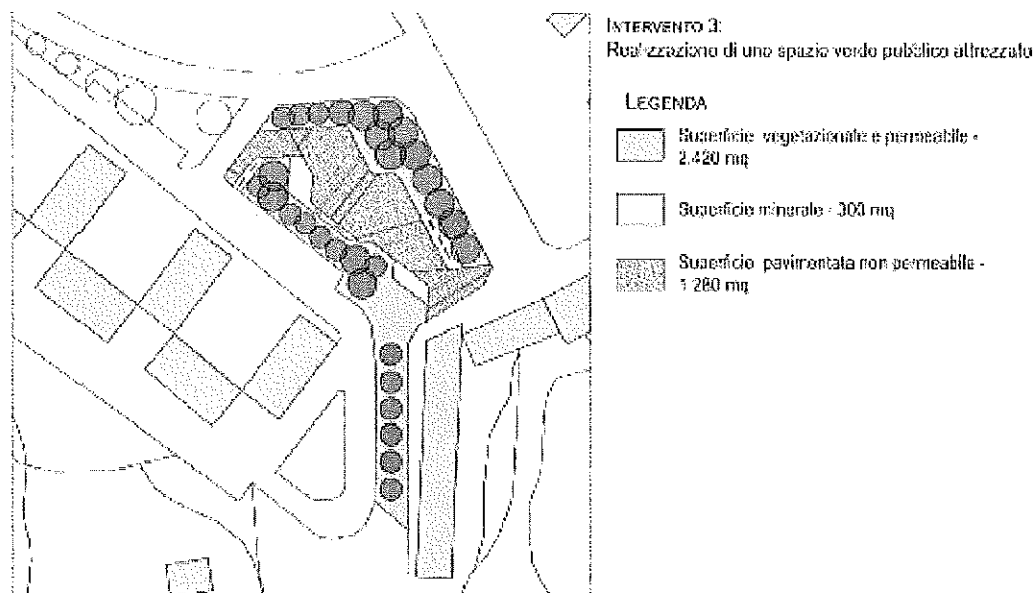 INTERVENTO 3:
Realizzazione di uno spazio verde pubblico attrezzato
LEGENDA
Superficie vegetazionale e permeabile -
2.420 mq
Superficie minerale - 300 mq
Superficie pavimentata non permeabile -
1 280 mq